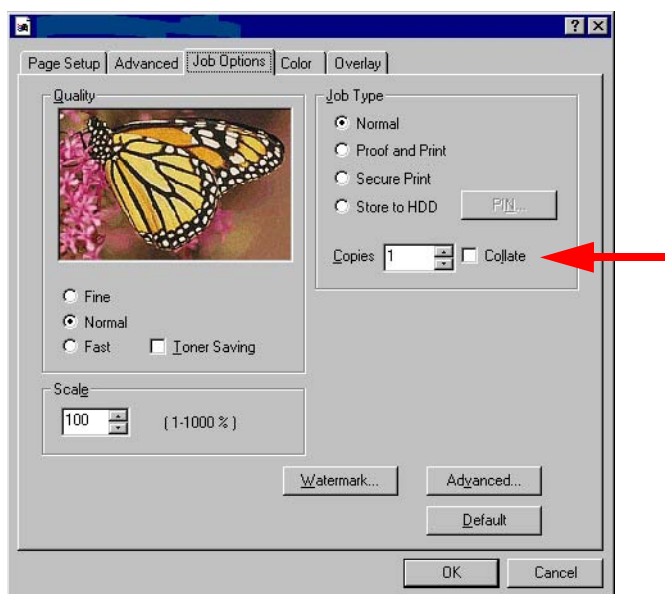 Page Setup Advanced Job Options Color Overlay
Quality
Fine
Normal
Fast Toner Saving
Scale
100 (1-1000 %)
Job Type
Normal
Proof and Print
Secure Print
Store to HDD PIN...
Copies 1 Collate
Watermark... Advanced...
Default
OK Cancel